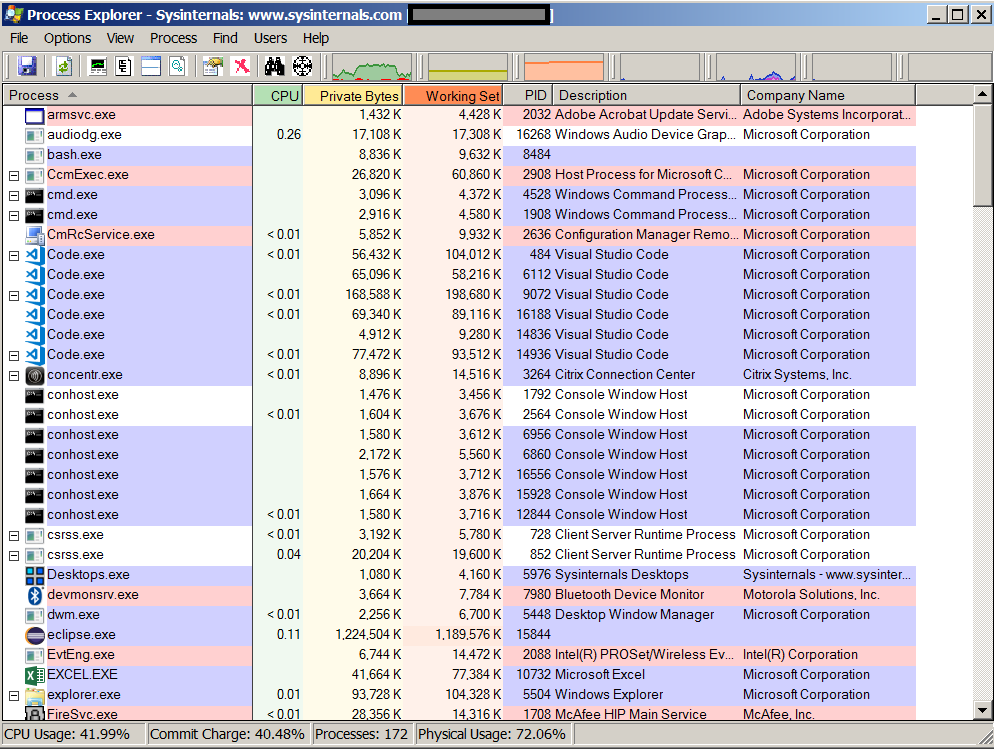 Process Explorer - Sysinternals: www.sysinternals.com [ ]
File Options View Process Find Users Help
Process CPU Private Bytes Working Set PID Description Company Name
armsvc.exe 1,432 K 4,428 K 2032 Adobe Acrobat Update Servi... Adobe Systems Incorporat...
audiodg.exe 0.26 17,108 K 17,308 K 16268 Windows Audio Device Grap... Microsoft Corporation
bash.exe 8,836 K 9,632 K 8484
CcmExec.exe 26,820 K 60,860 K 2908 Host Process for Microsoft C... Microsoft Corporation
cmd.exe 3,096 K 4,372 K 4528 Windows Command Process... Microsoft Corporation
cmd.exe 2,916 K 4,580 K 1908 Windows Command Process... Microsoft Corporation
CmRcService.exe < 0.01 5,852 K 9,932 K 2636 Configuration Manager Remo... Microsoft Corporation
Code.exe < 0.01 56,432 K 104,012 K 484 Visual Studio Code Microsoft Corporation
Code.exe 65,096 K 58,216 K 6112 Visual Studio Code Microsoft Corporation
Code.exe < 0.01 168,588 K 198,680 K 9072 Visual Studio Code Microsoft Corporation
Code.exe < 0.01 69,340 K 89,116 K 16188 Visual Studio Code Microsoft Corporation
Code.exe 4,912 K 9,280 K 14836 Visual Studio Code Microsoft Corporation
Code.exe < 0.01 77,472 K 93,512 K 14936 Visual Studio Code Microsoft Corporation
concentr.exe < 0.01 8,896 K 14,516 K 3264 Citrix Connection Center Citrix Systems, Inc.
conhost.exe 1,476 K 3,456 K 1792 Console Window Host Microsoft Corporation
conhost.exe < 0.01 1,604 K 3,676 K 2564 Console Window Host Microsoft Corporation
conhost.exe 1,580 K 3,612 K 6956 Console Window Host Microsoft Corporation
conhost.exe 2,172 K 5,560 K 6860 Console Window Host Microsoft Corporation
conhost.exe 1,576 K 3,712 K 16556 Console Window Host Microsoft Corporation
conhost.exe 1,664 K 3,876 K 15928 Console Window Host Microsoft Corporation
conhost.exe < 0.01 1,580 K 3,716 K 12844 Console Window Host Microsoft Corporation
csrss.exe < 0.01 3,192 K 5,780 K 728 Client Server Runtime Process Microsoft Corporation
csrss.exe 0.04 20,204 K 19,600 K 852 Client Server Runtime Process Microsoft Corporation
Desktops.exe 1,080 K 4,160 K 5976 Sysinternals Desktops Sysinternals - www.sysinter...
devmonsrv.exe 3,664 K 7,784 K 7980 Bluetooth Device Monitor Motorola Solutions, Inc.
dwm.exe < 0.01 2,256 K 6,700 K 5448 Desktop Window Manager Microsoft Corporation
eclipse.exe 0.11 1,224,504 K 1,189,576 K 15844
EvtEng.exe 6,744 K 14,472 K 2088 Intel(R) PROSet/Wireless Ev... Intel(R) Corporation
EXCEL.EXE 41,664 K 77,384 K 10732 Microsoft Excel Microsoft Corporation
explorer.exe 0.01 93,728 K 104,328 K 5504 Windows Explorer Microsoft Corporation
FireSvc.exe < 0.01 28,356 K 14,316 K 1708 McAfee HIP Main Service McAfee, Inc.
CPU Usage: 41.99% Commit Charge: 40.48% Processes: 172 Physical Usage: 72.06%